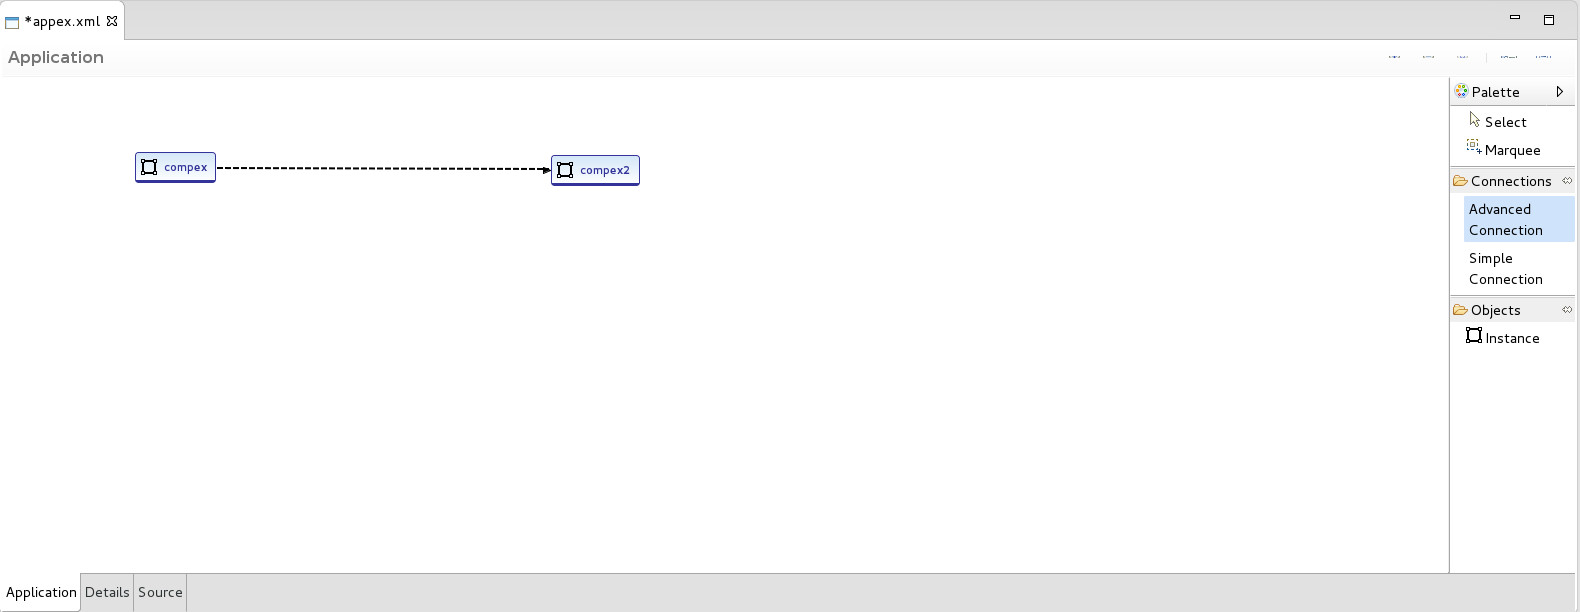 *appex.xml
Application
compex
compex2
Palette
Select
Marquee
Connections
Advanced
Connection
Simple
Connection
Objects
Instance
Application Details Source